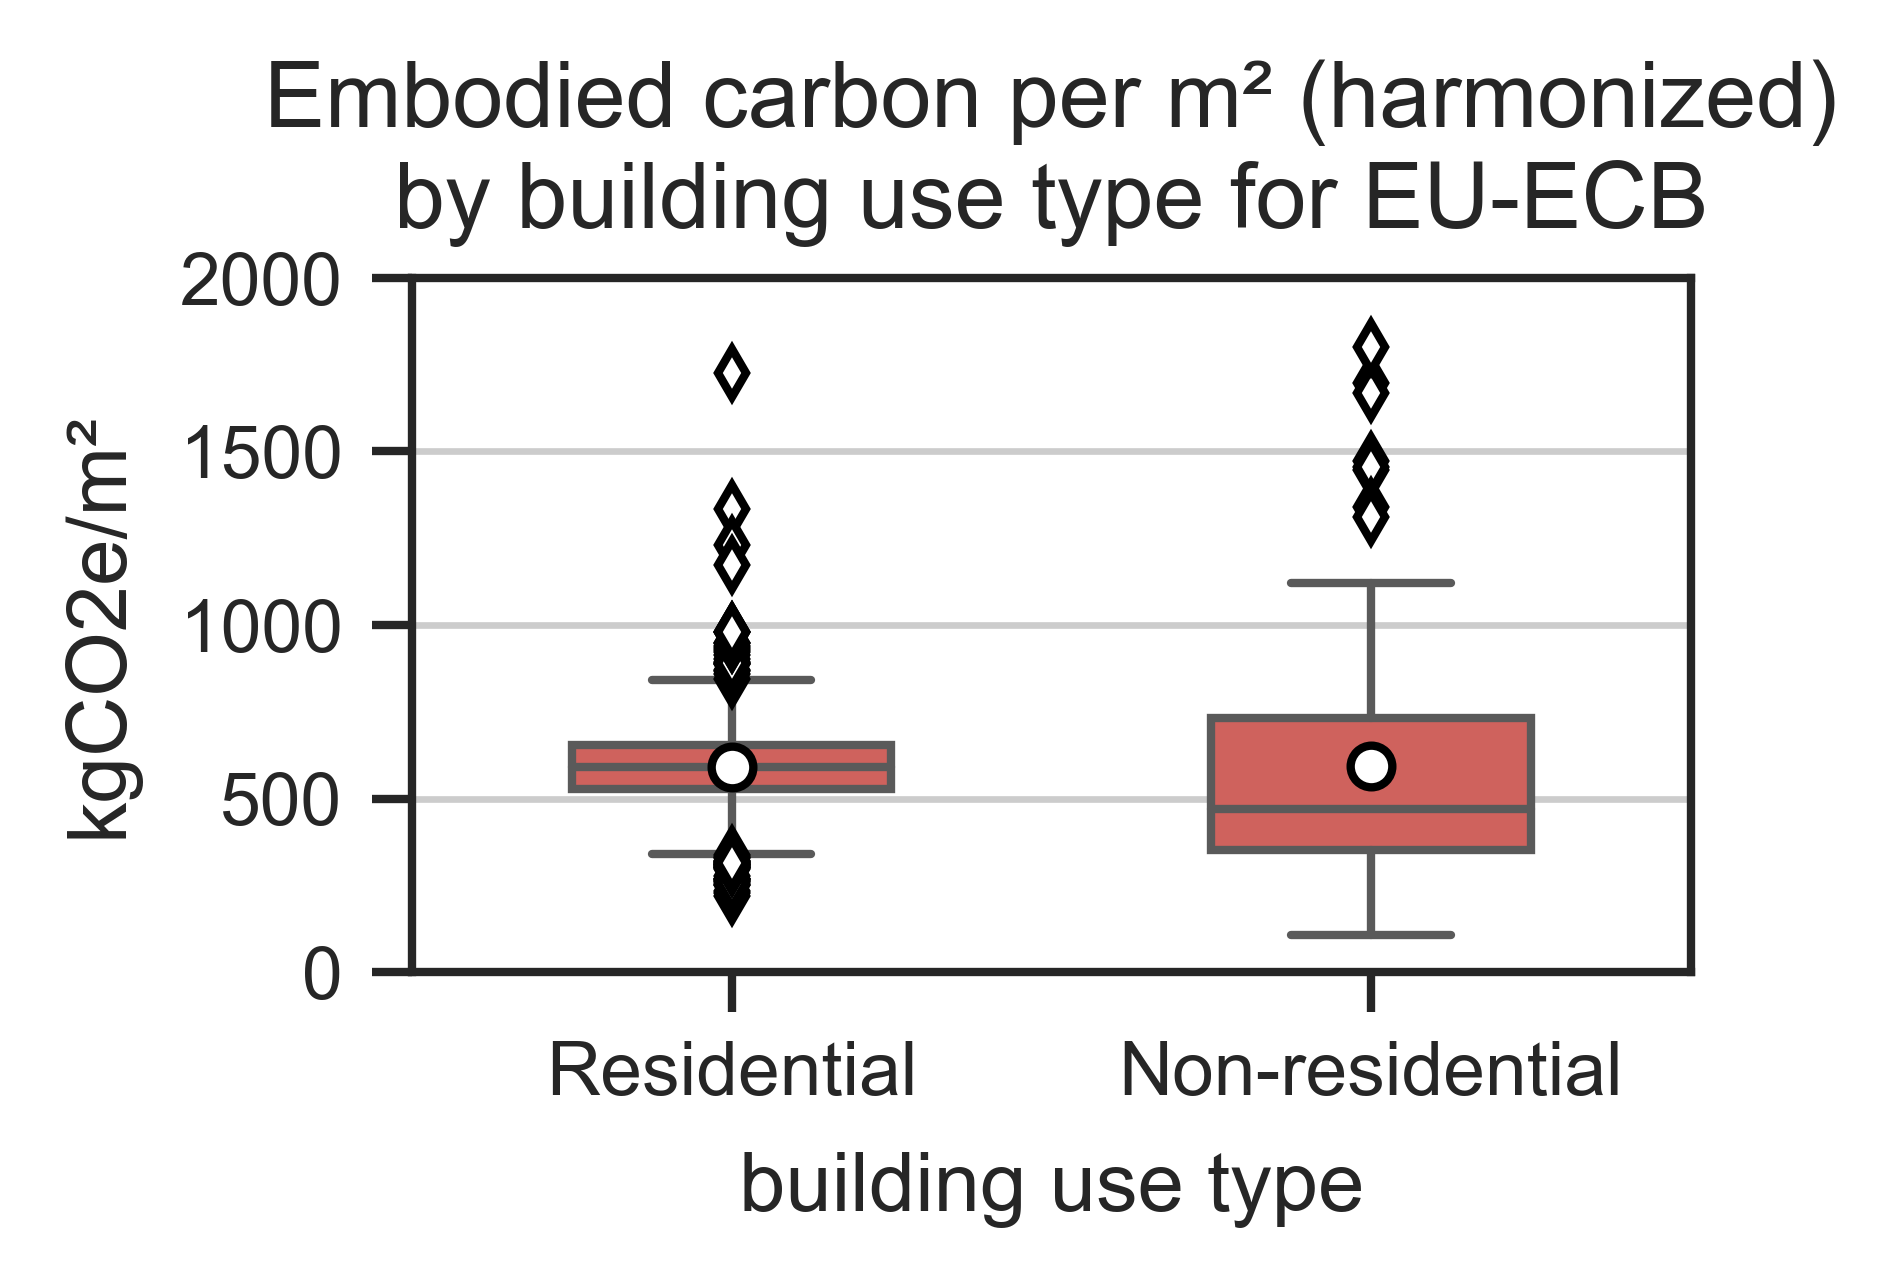 Embodied carbon per m² (harmonized)
by building use type for EU-ECB
2000
1500
1000
500
0
kgCO2e/m²
Residential
Non-residential
building use type